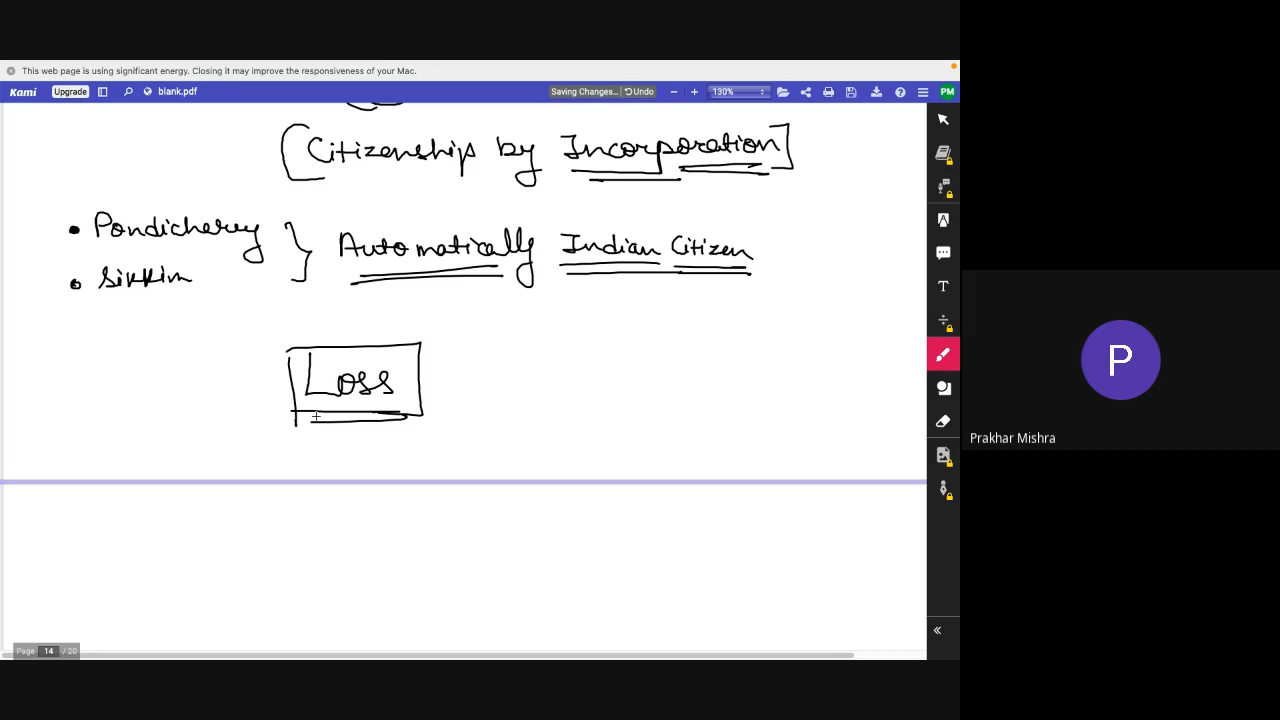 This web page is using significant energy. Closing it may improve the responsiveness of your Mac.
Kami Upgrade blank.pdf Saving Changes... Undo 130% PM
[Citizenship by Incorporation]
• Pondicherry } Automatically Indian Citizen
• Sikkim
Loss
P
Prakhar Mishra
Page 14 / 20